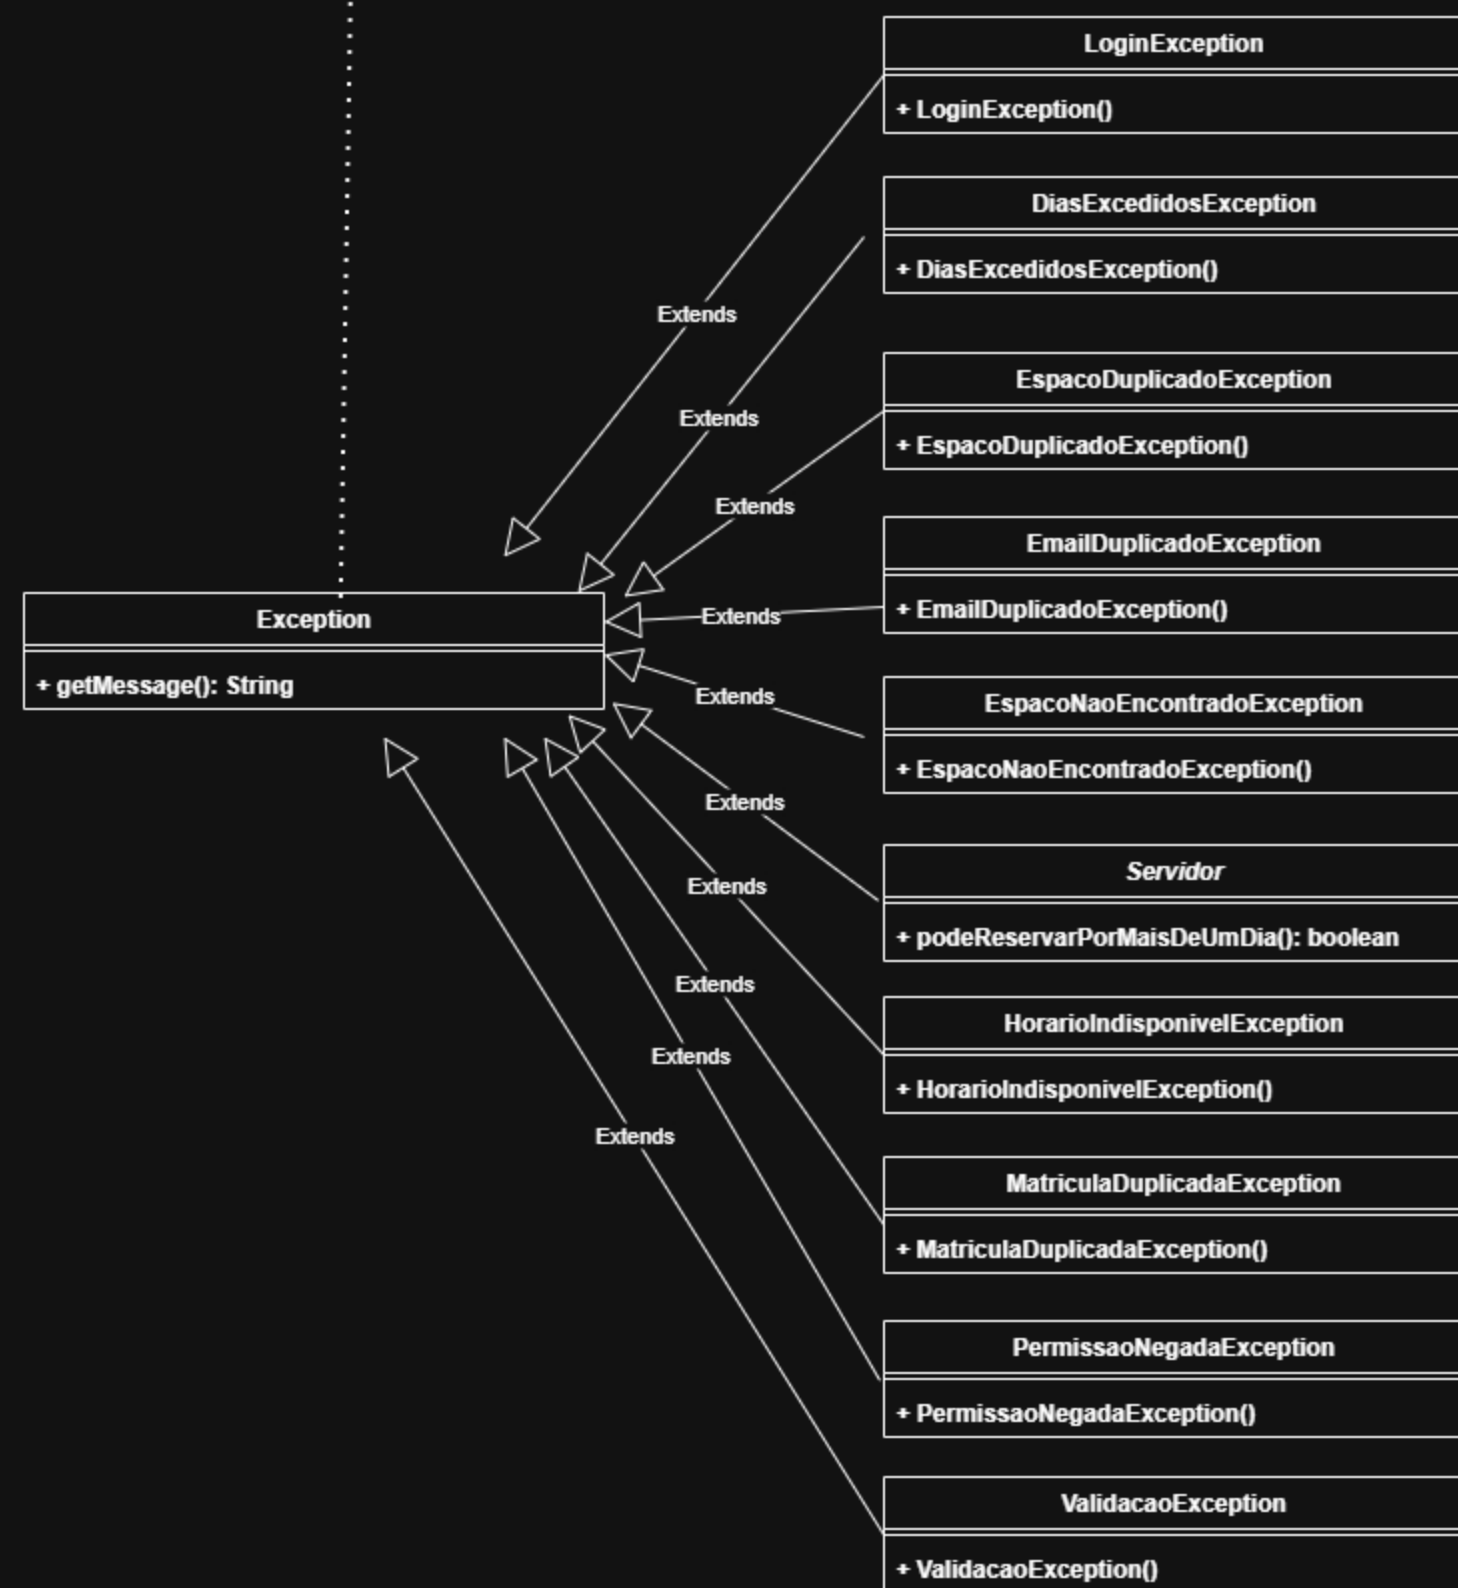 LoginException
+ LoginException()
DiasExcedidosException
+ DiasExcedidosException()
Extends
EspacoDuplicadoException
Extends
+ EspacoDuplicadoException()
Extends
EmailDuplicadoException
Exception
Extends
+ EmailDuplicadoException()
+ getMessage(): String
Extends
EspacoNaoEncontradoException
+ EspacoNaoEncontradoException()
Extends
Servidor
Extends
+ podeReservarPorMaisDeUmDia(): boolean
Extends
HorarioIndisponivelException
Extends
+ HorarioIndisponivelException()
Extends
MatriculaDuplicadaException
+ MatriculaDuplicadaException()
PermissaoNegadaException
+ PermissaoNegadaException()
ValidacaoException
+ ValidacaoException()